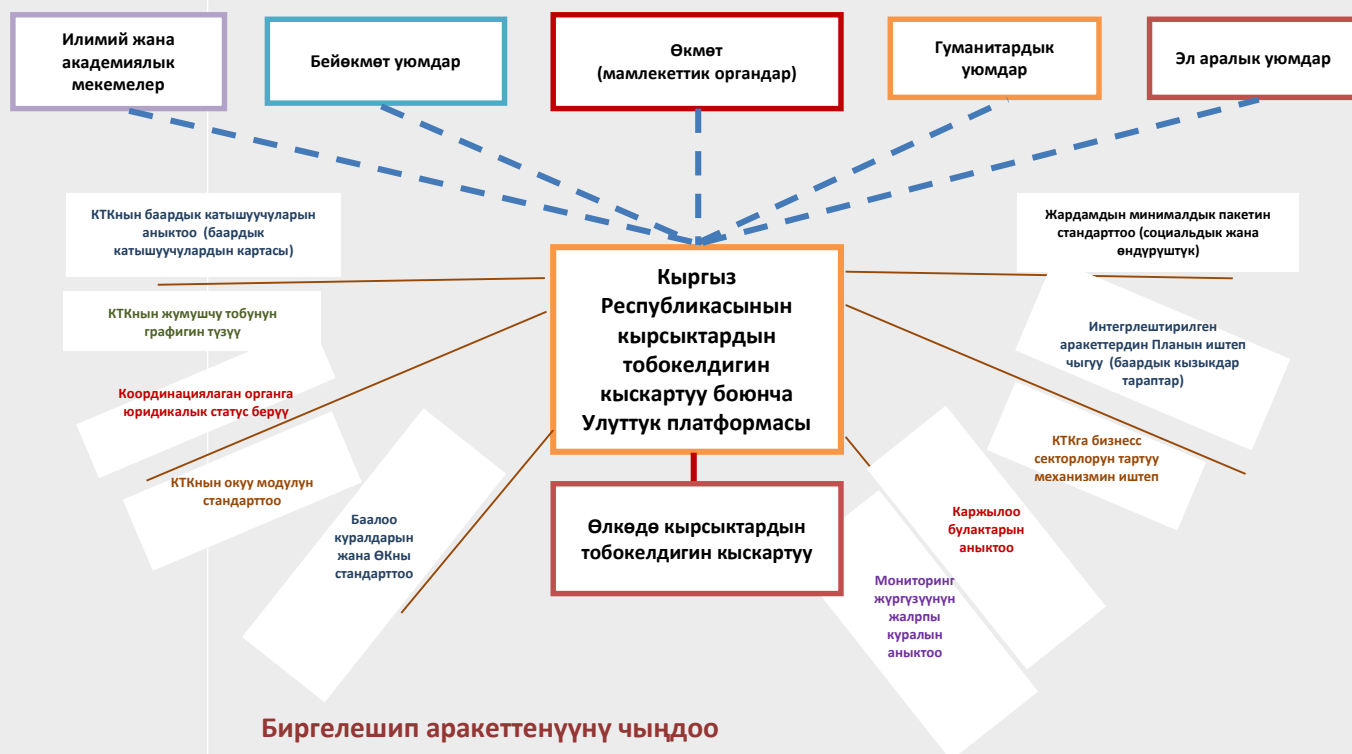 Илимий жана
академиялык
мекемелер
Бейөкмөт уюмдар
Өкмөт
(мамлекеттик органдар)
Гуманитардык
уюмдар
Эл аралык уюмдар
КТКнын баардык катышуучуларын
аныктоо (баардык
катышуучулардын картасы)
КТКнын жумушчу тобунун
графигин түзүү
Координациялаган органга
юридикалык статус берүү
КТКнын окуу модулун
стандарттоо
Баалоо
куралдарын
жана ӨКны
стандарттоо
Кыргыз
Республикасынын
кырсыктардын
тобокелдигин
кыскартуу боюнча
Улуттук платформасы
Өлкөдө кырсыктардын
тобокелдигин кыскартуу
Жардамдын минималдык пакетин
стандарттоо (социальдык жана
өндүруштүк)
Интегрлештирилген
аракеттердин Планын иштеп
чыгуу (баардык кызыкдар
тараптар)
КТКга бизнесс
секторлорун тартуу
механизмин иштеп
Каржылоо
булактарын
аныктоо
Мониторинг
жүргүзүүнүн
жалрпы
куралын
аныктоо
Биргелешип аракеттенүүнү чыңдоо